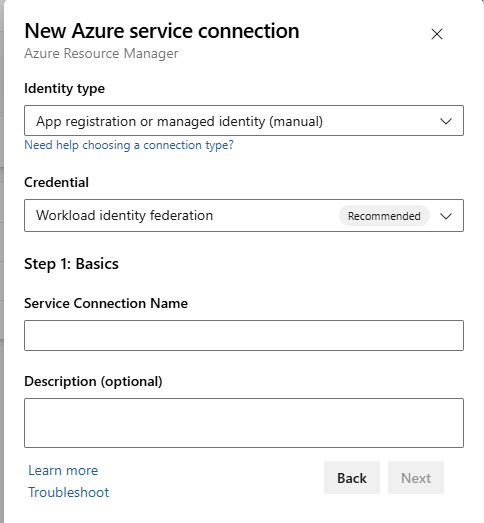 New Azure service connection
Azure Resource Manager
Identity type
App registration or managed identity (manual)
Need help choosing a connection type?
Credential
Workload identity federation Recommended
Step 1: Basics
Service Connection Name
Description (optional)
Learn more
Back Next
Troubleshoot